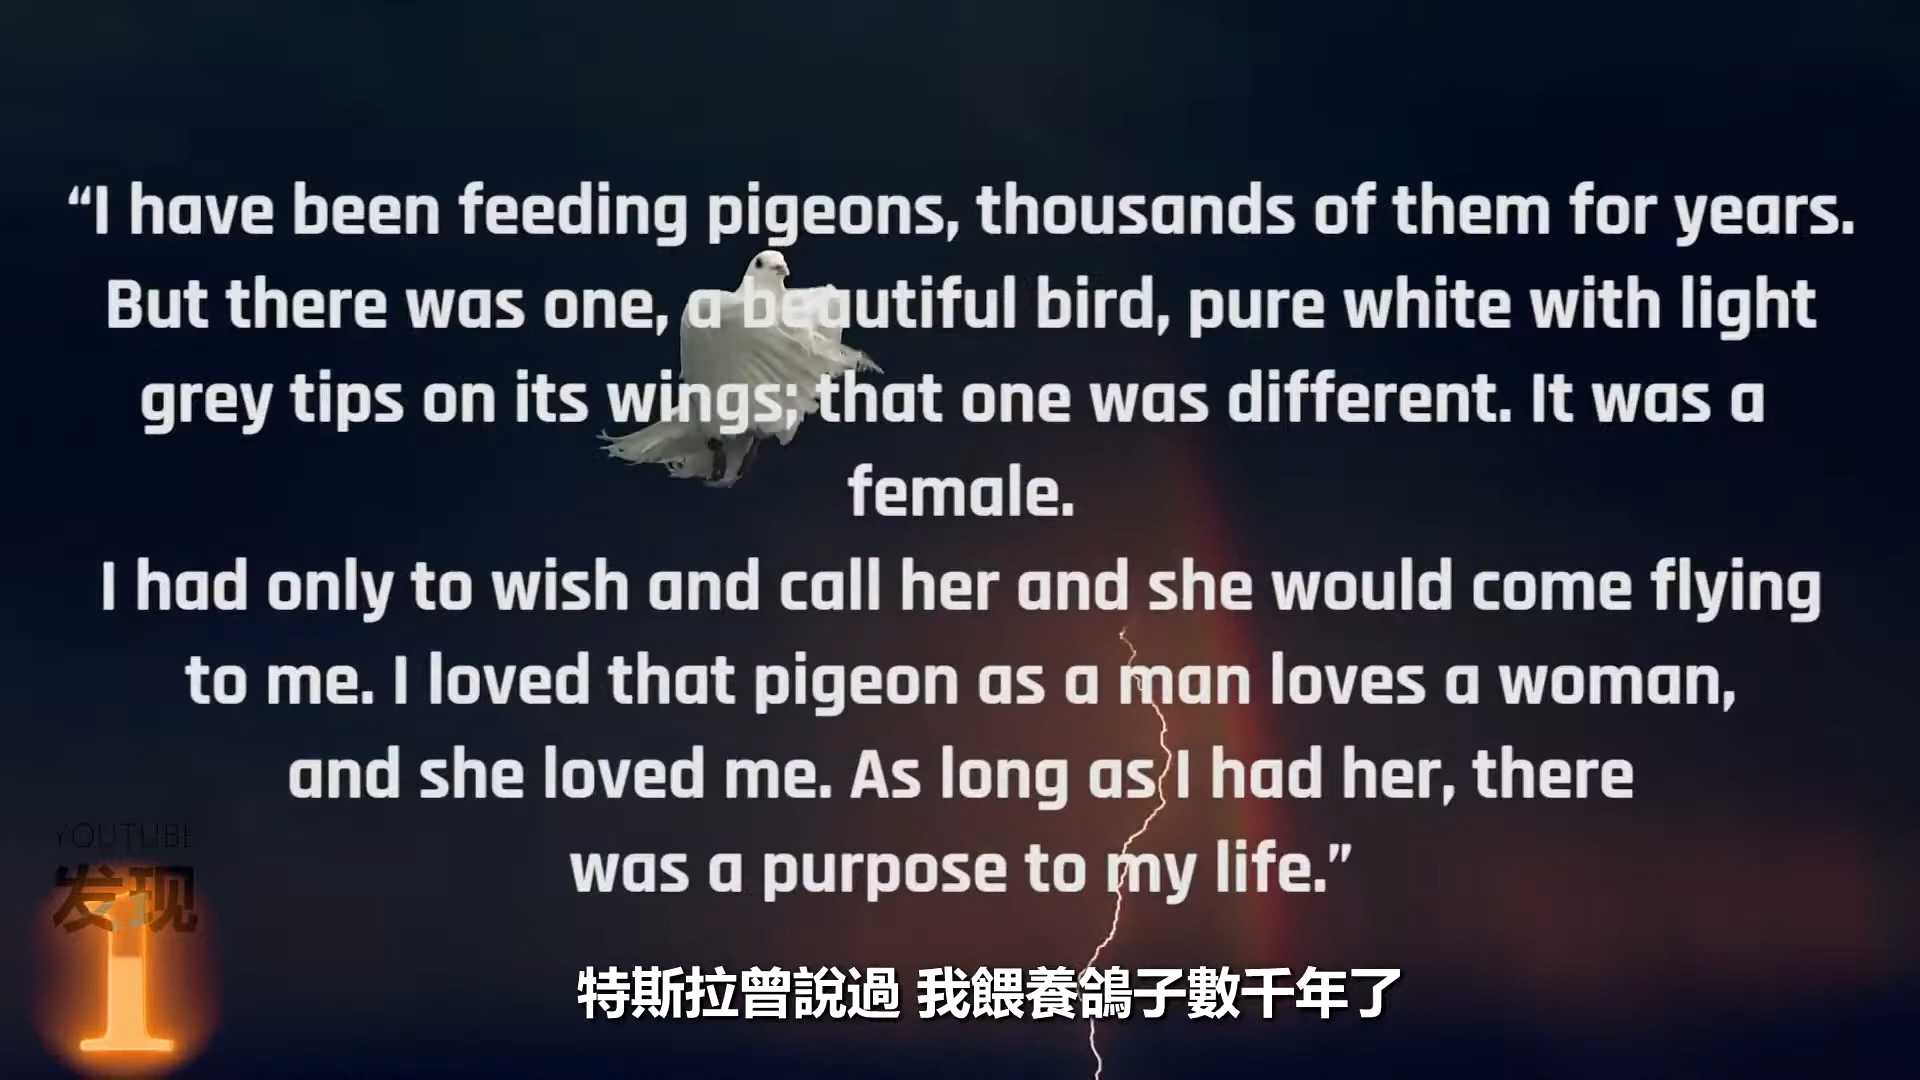 “I have been feeding pigeons, thousands of them for years.
But there was one, a beautiful bird, pure white with light
grey tips on its wings; that one was different. It was a
female.
I had only to wish and call her and she would come flying
to me. I loved that pigeon as a man loves a woman,
and she loved me. As long as I had her, there
was a purpose to my life.”
YOUTUBE
发现
1
特斯拉曾說過 我餵養鴿子數千年了